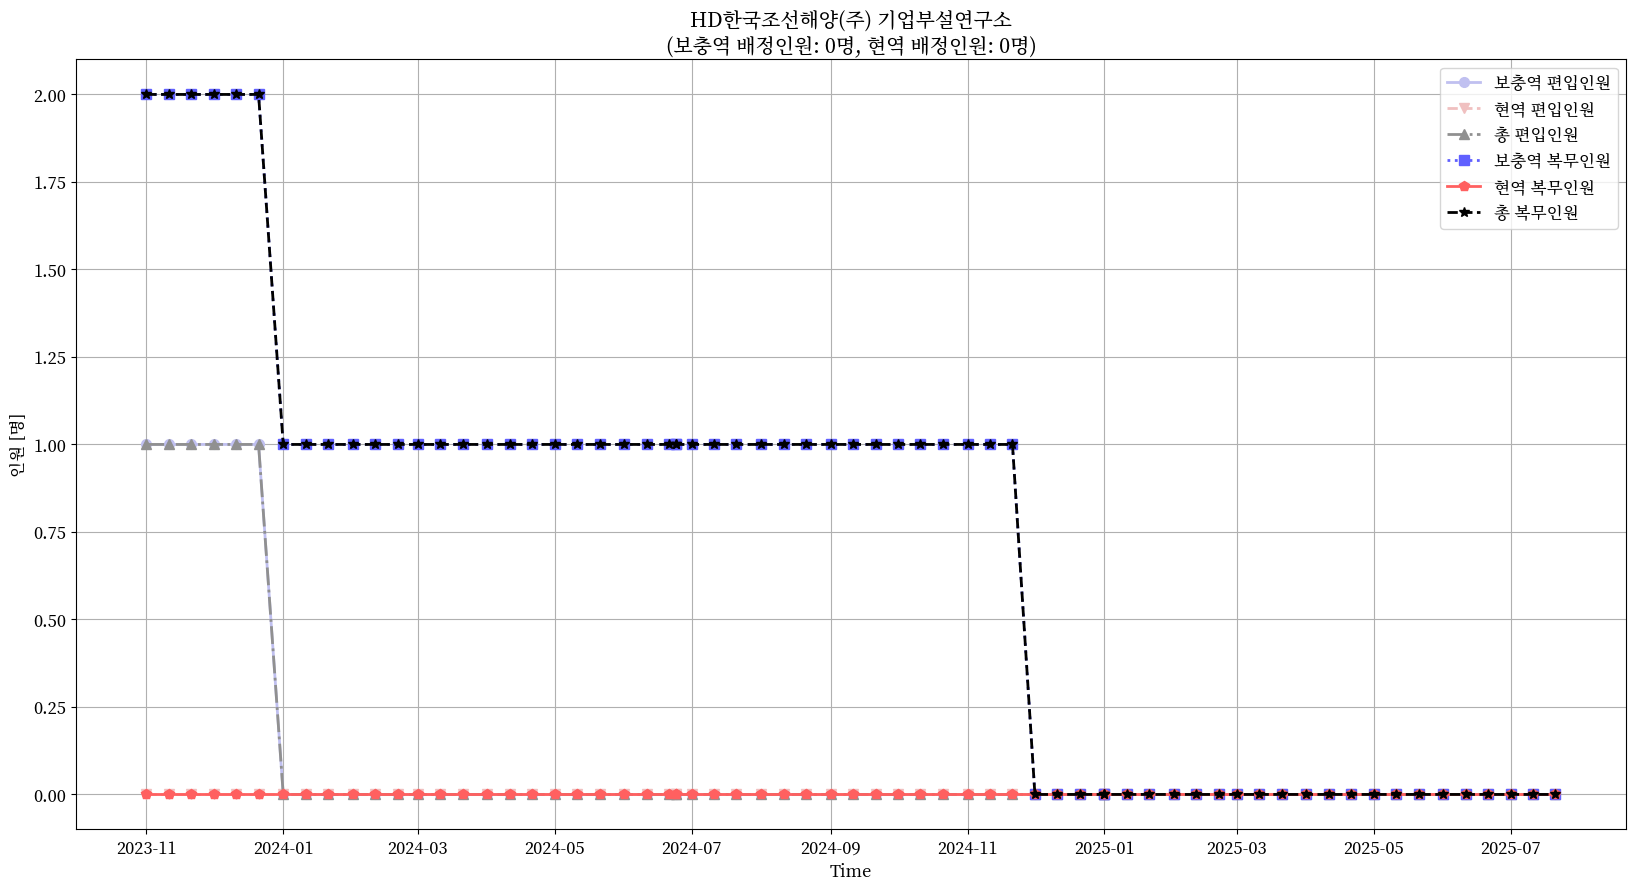 HD한국조선해양(주) 기업부설연구소
(보충역 배정인원: 0명, 현역 배정인원: 0명)
보충역 편입인원
현역 편입인원
총 편입인원
보충역 복무인원
현역 복무인원
총 복무인원
인원 [명]
2.00
1.75
1.50
1.25
1.00
0.75
0.50
0.25
0.00
2023-11
2024-01
2024-03
2024-05
2024-07
2024-09
2024-11
2025-01
2025-03
2025-05
2025-07
Time